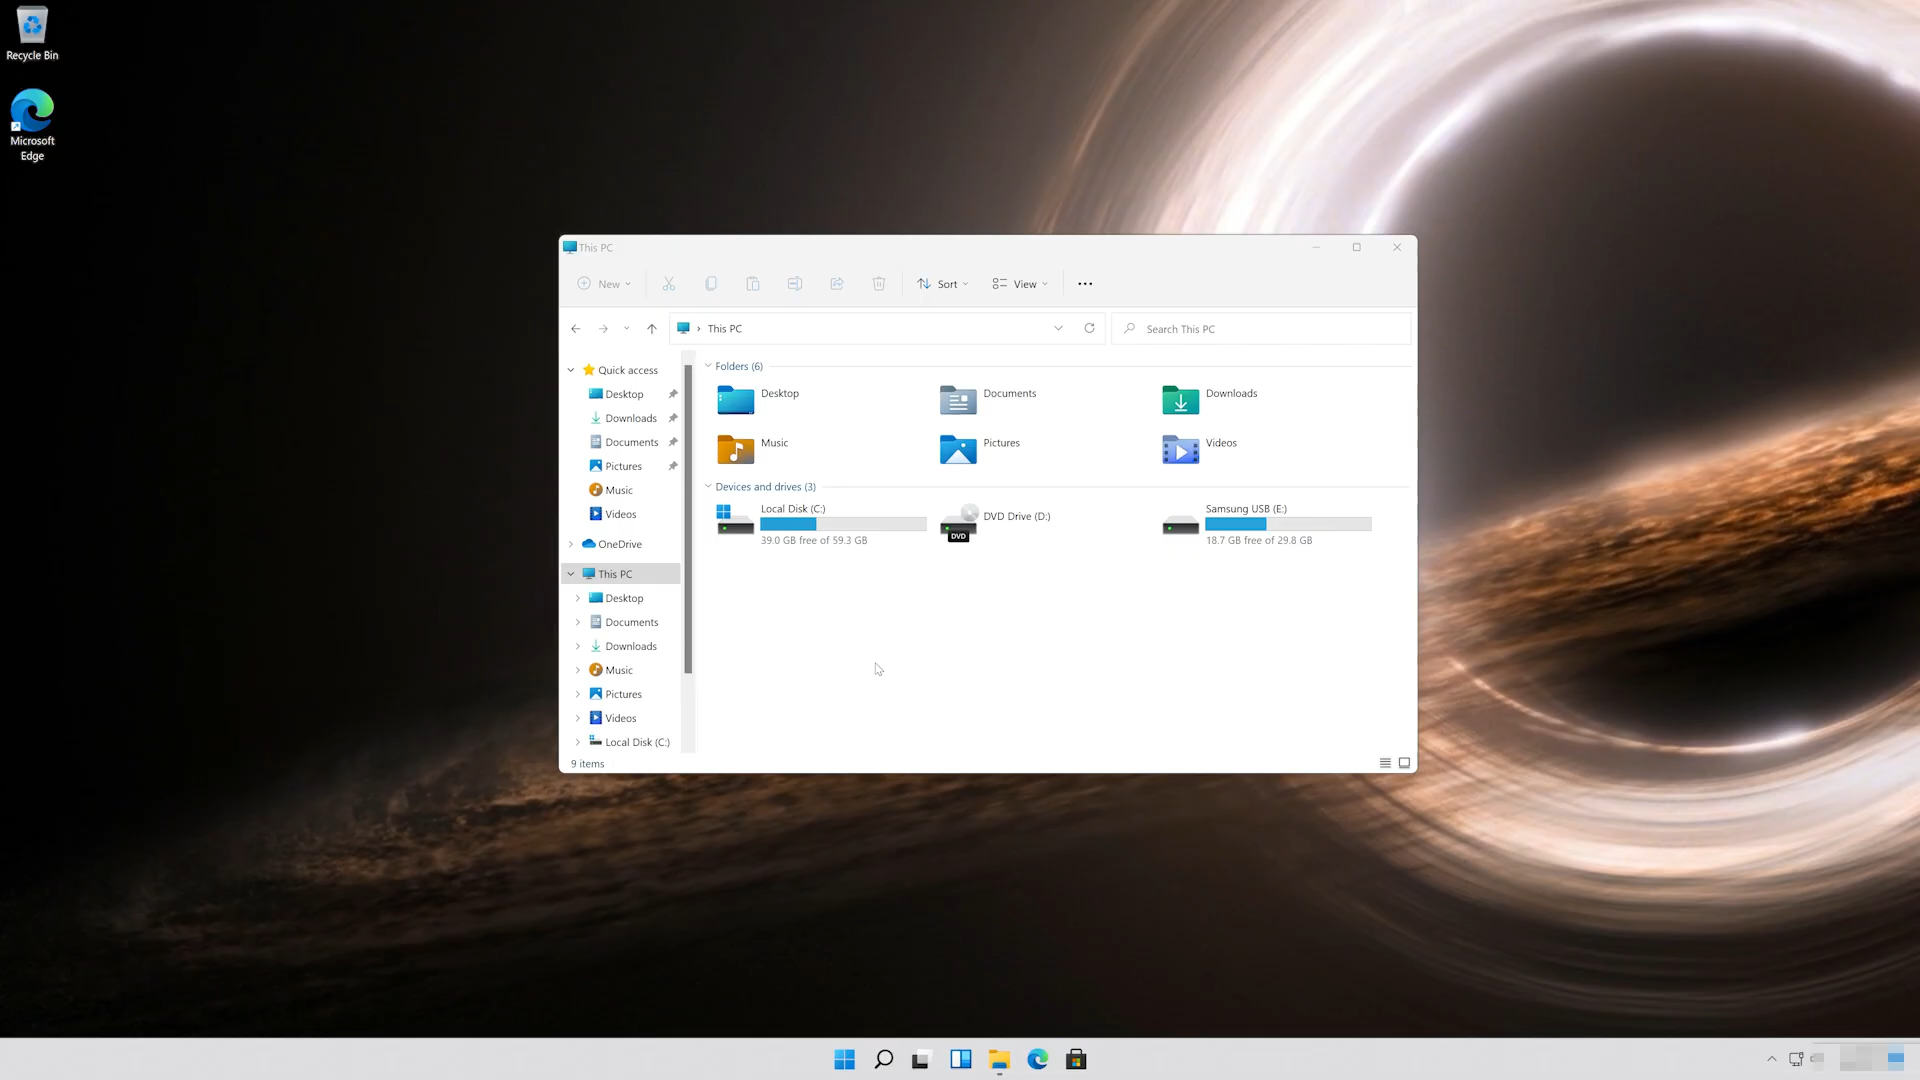 Recycle Bin
Microsoft
Edge
This PC
New
Sort
View
This PC
Search This PC
Quick access
Desktop
Downloads
Documents
Pictures
Music
Videos
OneDrive
This PC
Desktop
Documents
Downloads
Music
Pictures
Videos
Local Disk (C:)
Folders (6)
Desktop
Documents
Downloads
Music
Pictures
Videos
Devices and drives (3)
Local Disk (C:)
39.0 GB free of 59.3 GB
DVD
DVD Drive (D:)
Samsung USB (E:)
18.7 GB free of 29.8 GB
9 items